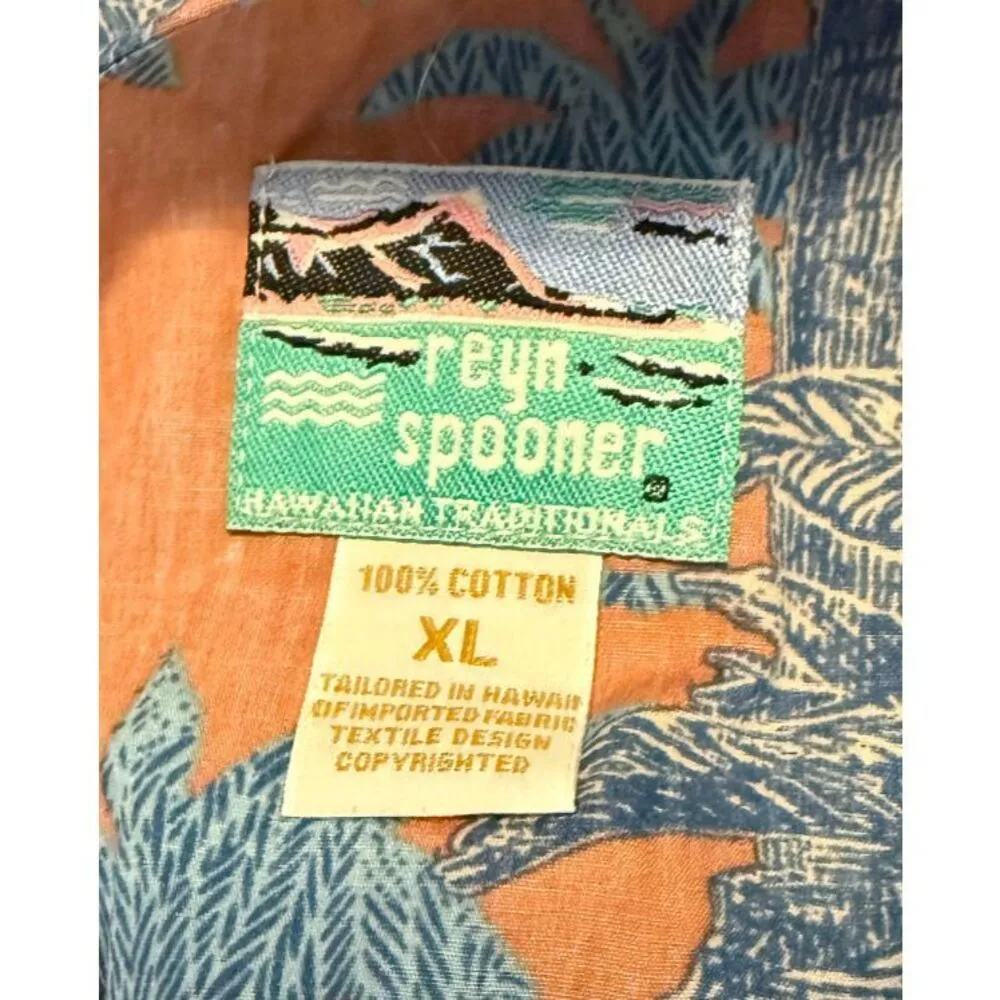 reyn
spooner®
HAWAIIAN TRADITIONALS
100% COTTON
XL
TAILORED IN HAWAII
OF IMPORTED FABRIC
TEXTILE DESIGN
COPYRIGHTED